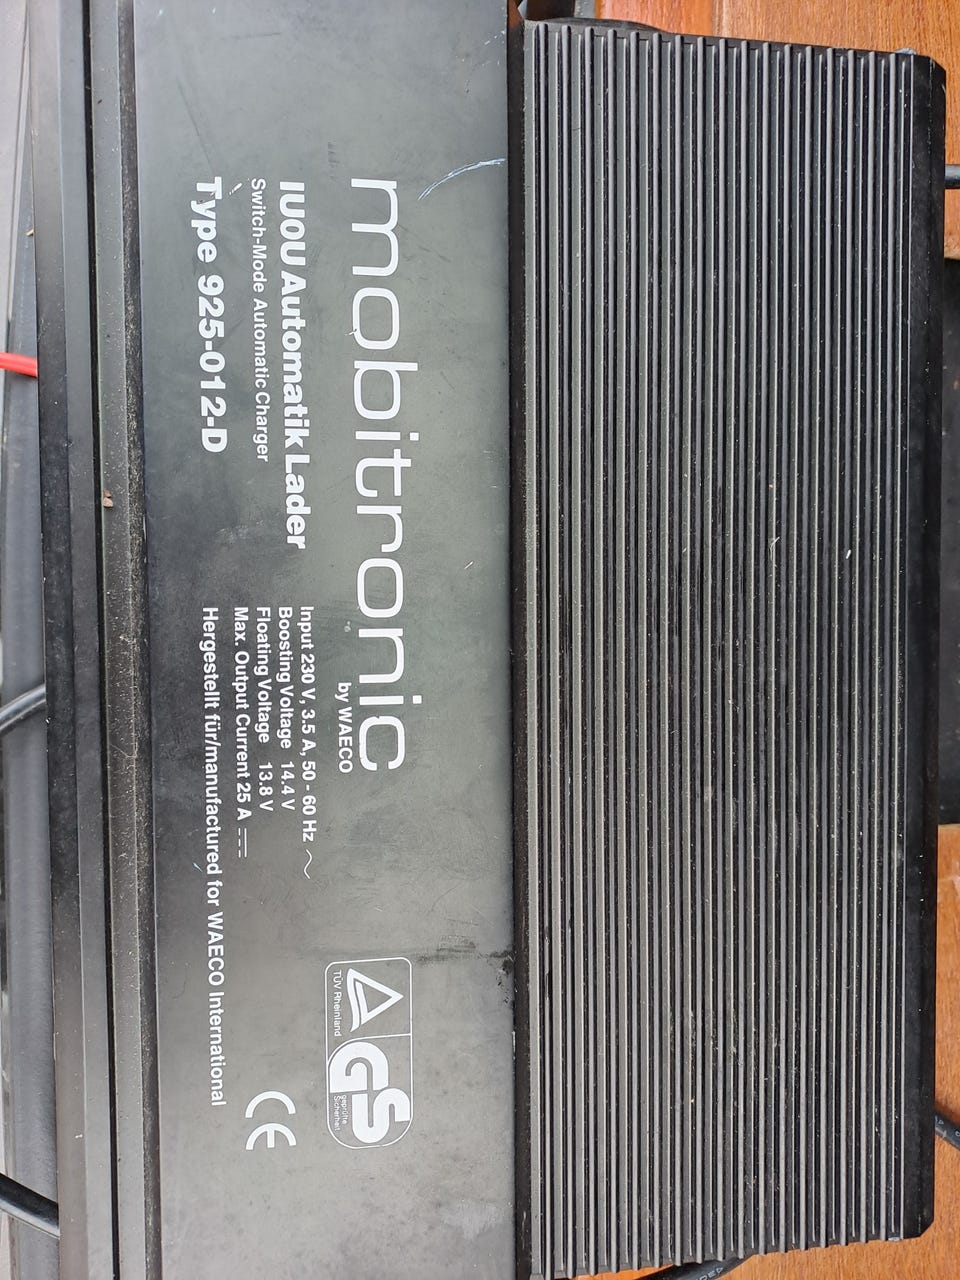 mobitronic
by WAECO
IU0U Automatik Lader
Switch-Mode Automatic Charger
Type 925-012-D
Input 230 V, 3.5 A, 50 - 60 Hz ~
Boosting Voltage 14.4 V
Floating Voltage 13.8 V
Max. Output Current 25 A
Hergestellt für/manufactured for WAECO International
TÜV Rheinland
GS
geprüfte
Sicherheit
CE